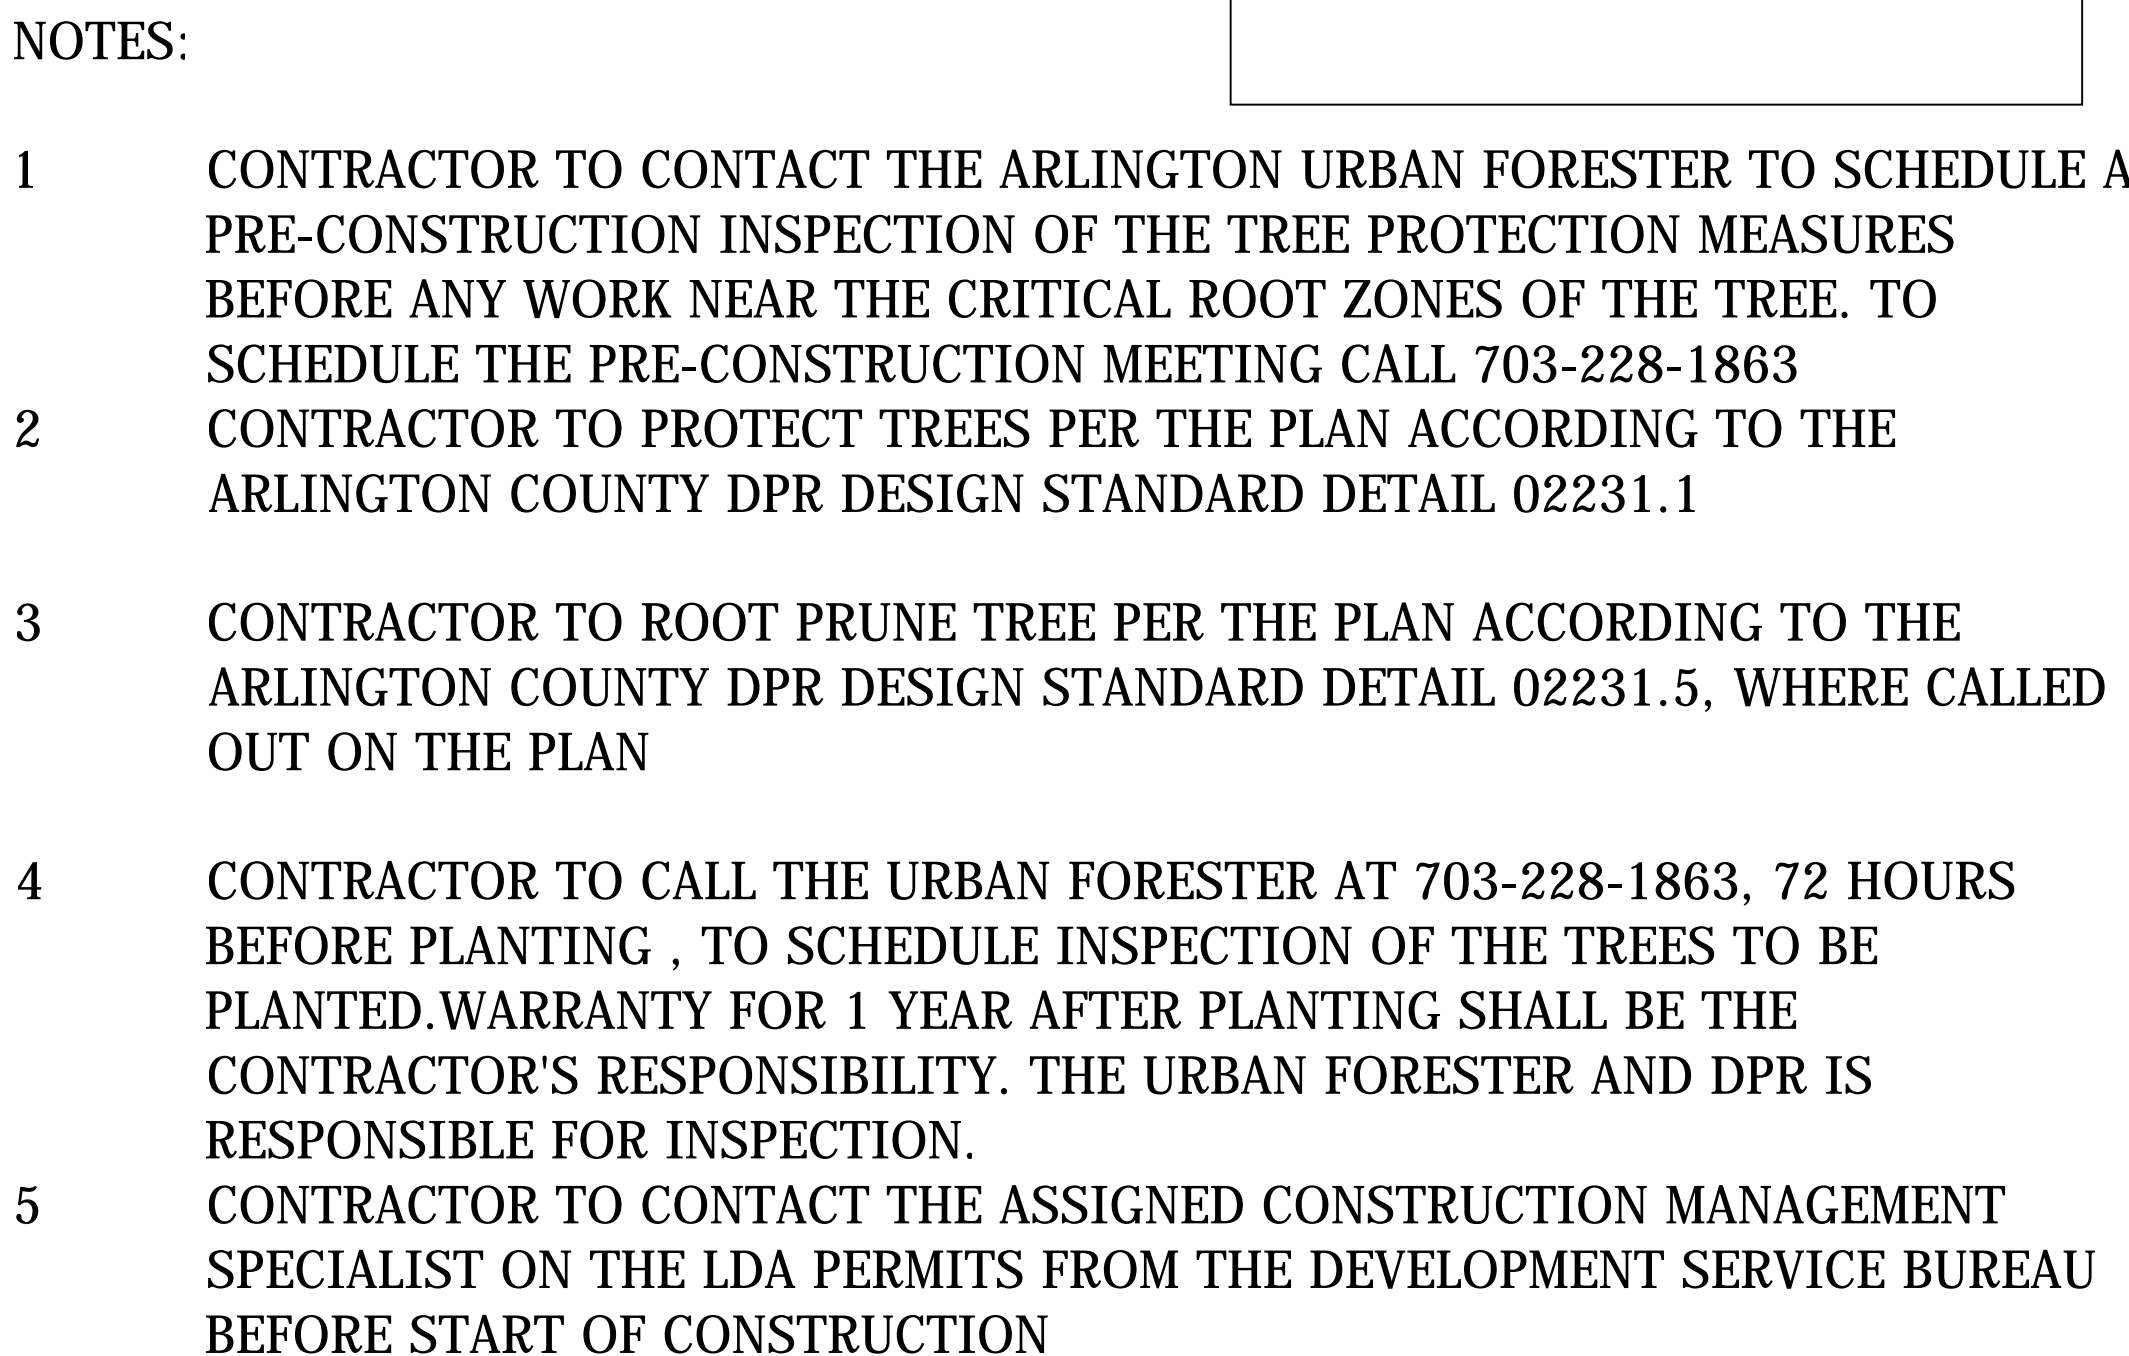 NOTES:
1 CONTRACTOR TO CONTACT THE ARLINGTON URBAN FORESTER TO SCHEDULE A
PRE-CONSTRUCTION INSPECTION OF THE TREE PROTECTION MEASURES
BEFORE ANY WORK NEAR THE CRITICAL ROOT ZONES OF THE TREE. TO
SCHEDULE THE PRE-CONSTRUCTION MEETING CALL 703-228-1863
2 CONTRACTOR TO PROTECT TREES PER THE PLAN ACCORDING TO THE
ARLINGTON COUNTY DPR DESIGN STANDARD DETAIL 02231.1
3 CONTRACTOR TO ROOT PRUNE TREE PER THE PLAN ACCORDING TO THE
ARLINGTON COUNTY DPR DESIGN STANDARD DETAIL 02231.5, WHERE CALLED
OUT ON THE PLAN
4 CONTRACTOR TO CALL THE URBAN FORESTER AT 703-228-1863, 72 HOURS
BEFORE PLANTING , TO SCHEDULE INSPECTION OF THE TREES TO BE
PLANTED.WARRANTY FOR 1 YEAR AFTER PLANTING SHALL BE THE
CONTRACTOR'S RESPONSIBILITY. THE URBAN FORESTER AND DPR IS
RESPONSIBLE FOR INSPECTION.
5 CONTRACTOR TO CONTACT THE ASSIGNED CONSTRUCTION MANAGEMENT
SPECIALIST ON THE LDA PERMITS FROM THE DEVELOPMENT SERVICE BUREAU
BEFORE START OF CONSTRUCTION